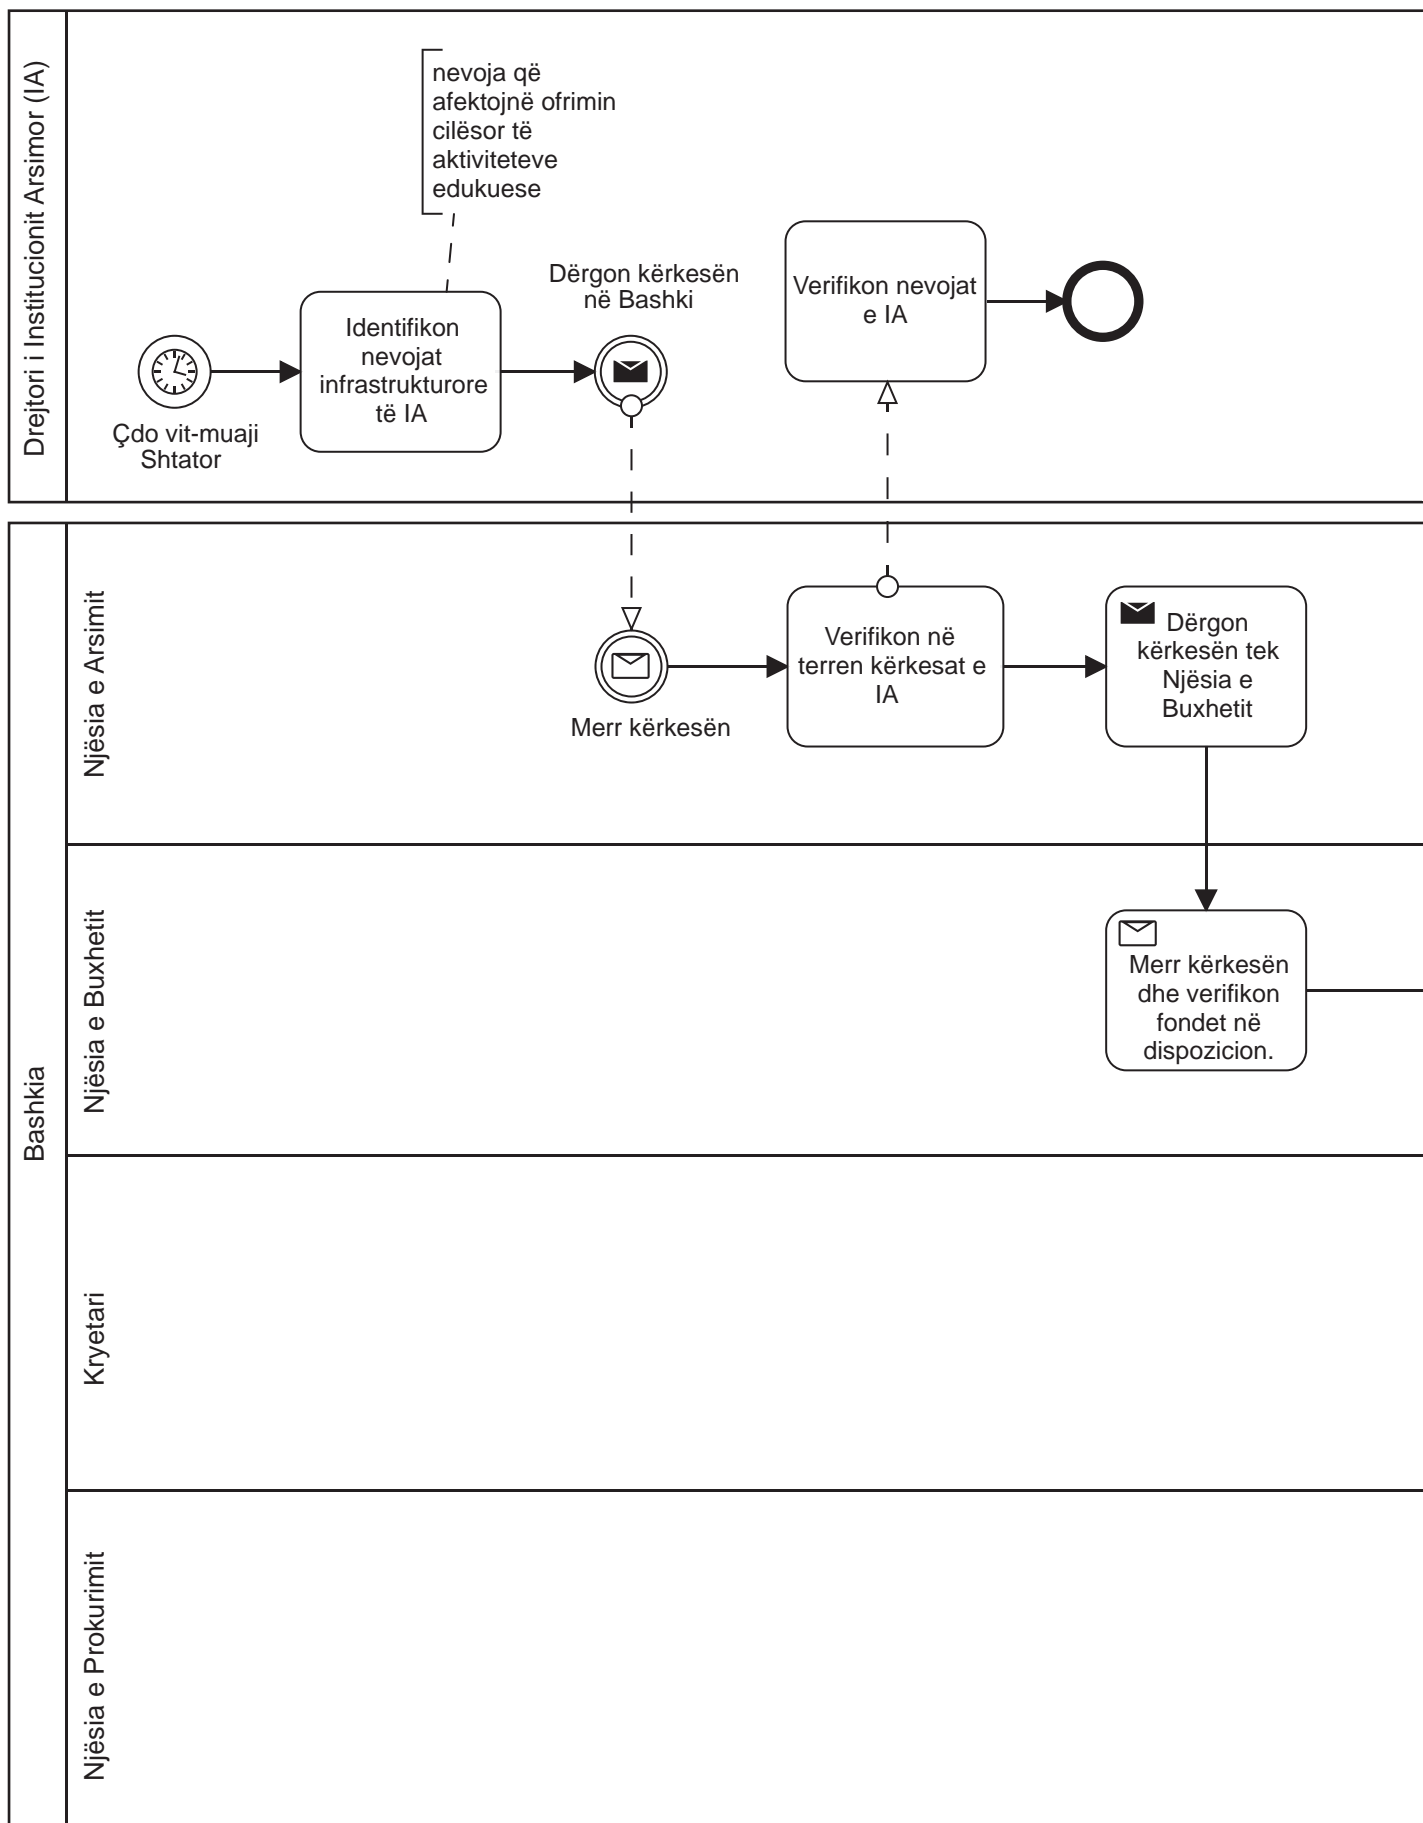 Drejtori i Institucionit Arsimor (IA)
nevoja që
afektojnë ofrimin
cilësor të
aktiviteteve
edukuese
Çdo vit-muaji
Shtator
Identifikon
nevojat
infrastrukturore
të IA
Dërgon kërkesën
në Bashki
Verifikon nevojat
e IA
Bashkia
Njësia e Arsimit
Merr kërkesën
Verifikon në
terren kërkesat e
IA
Dërgon
kërkesën tek
Njësia e
Buxhetit
Njësia e Buxhetit
Merr kërkesën
dhe verifikon
fondet në
dispozicion.
Kryetari
Njësia e Prokurimit